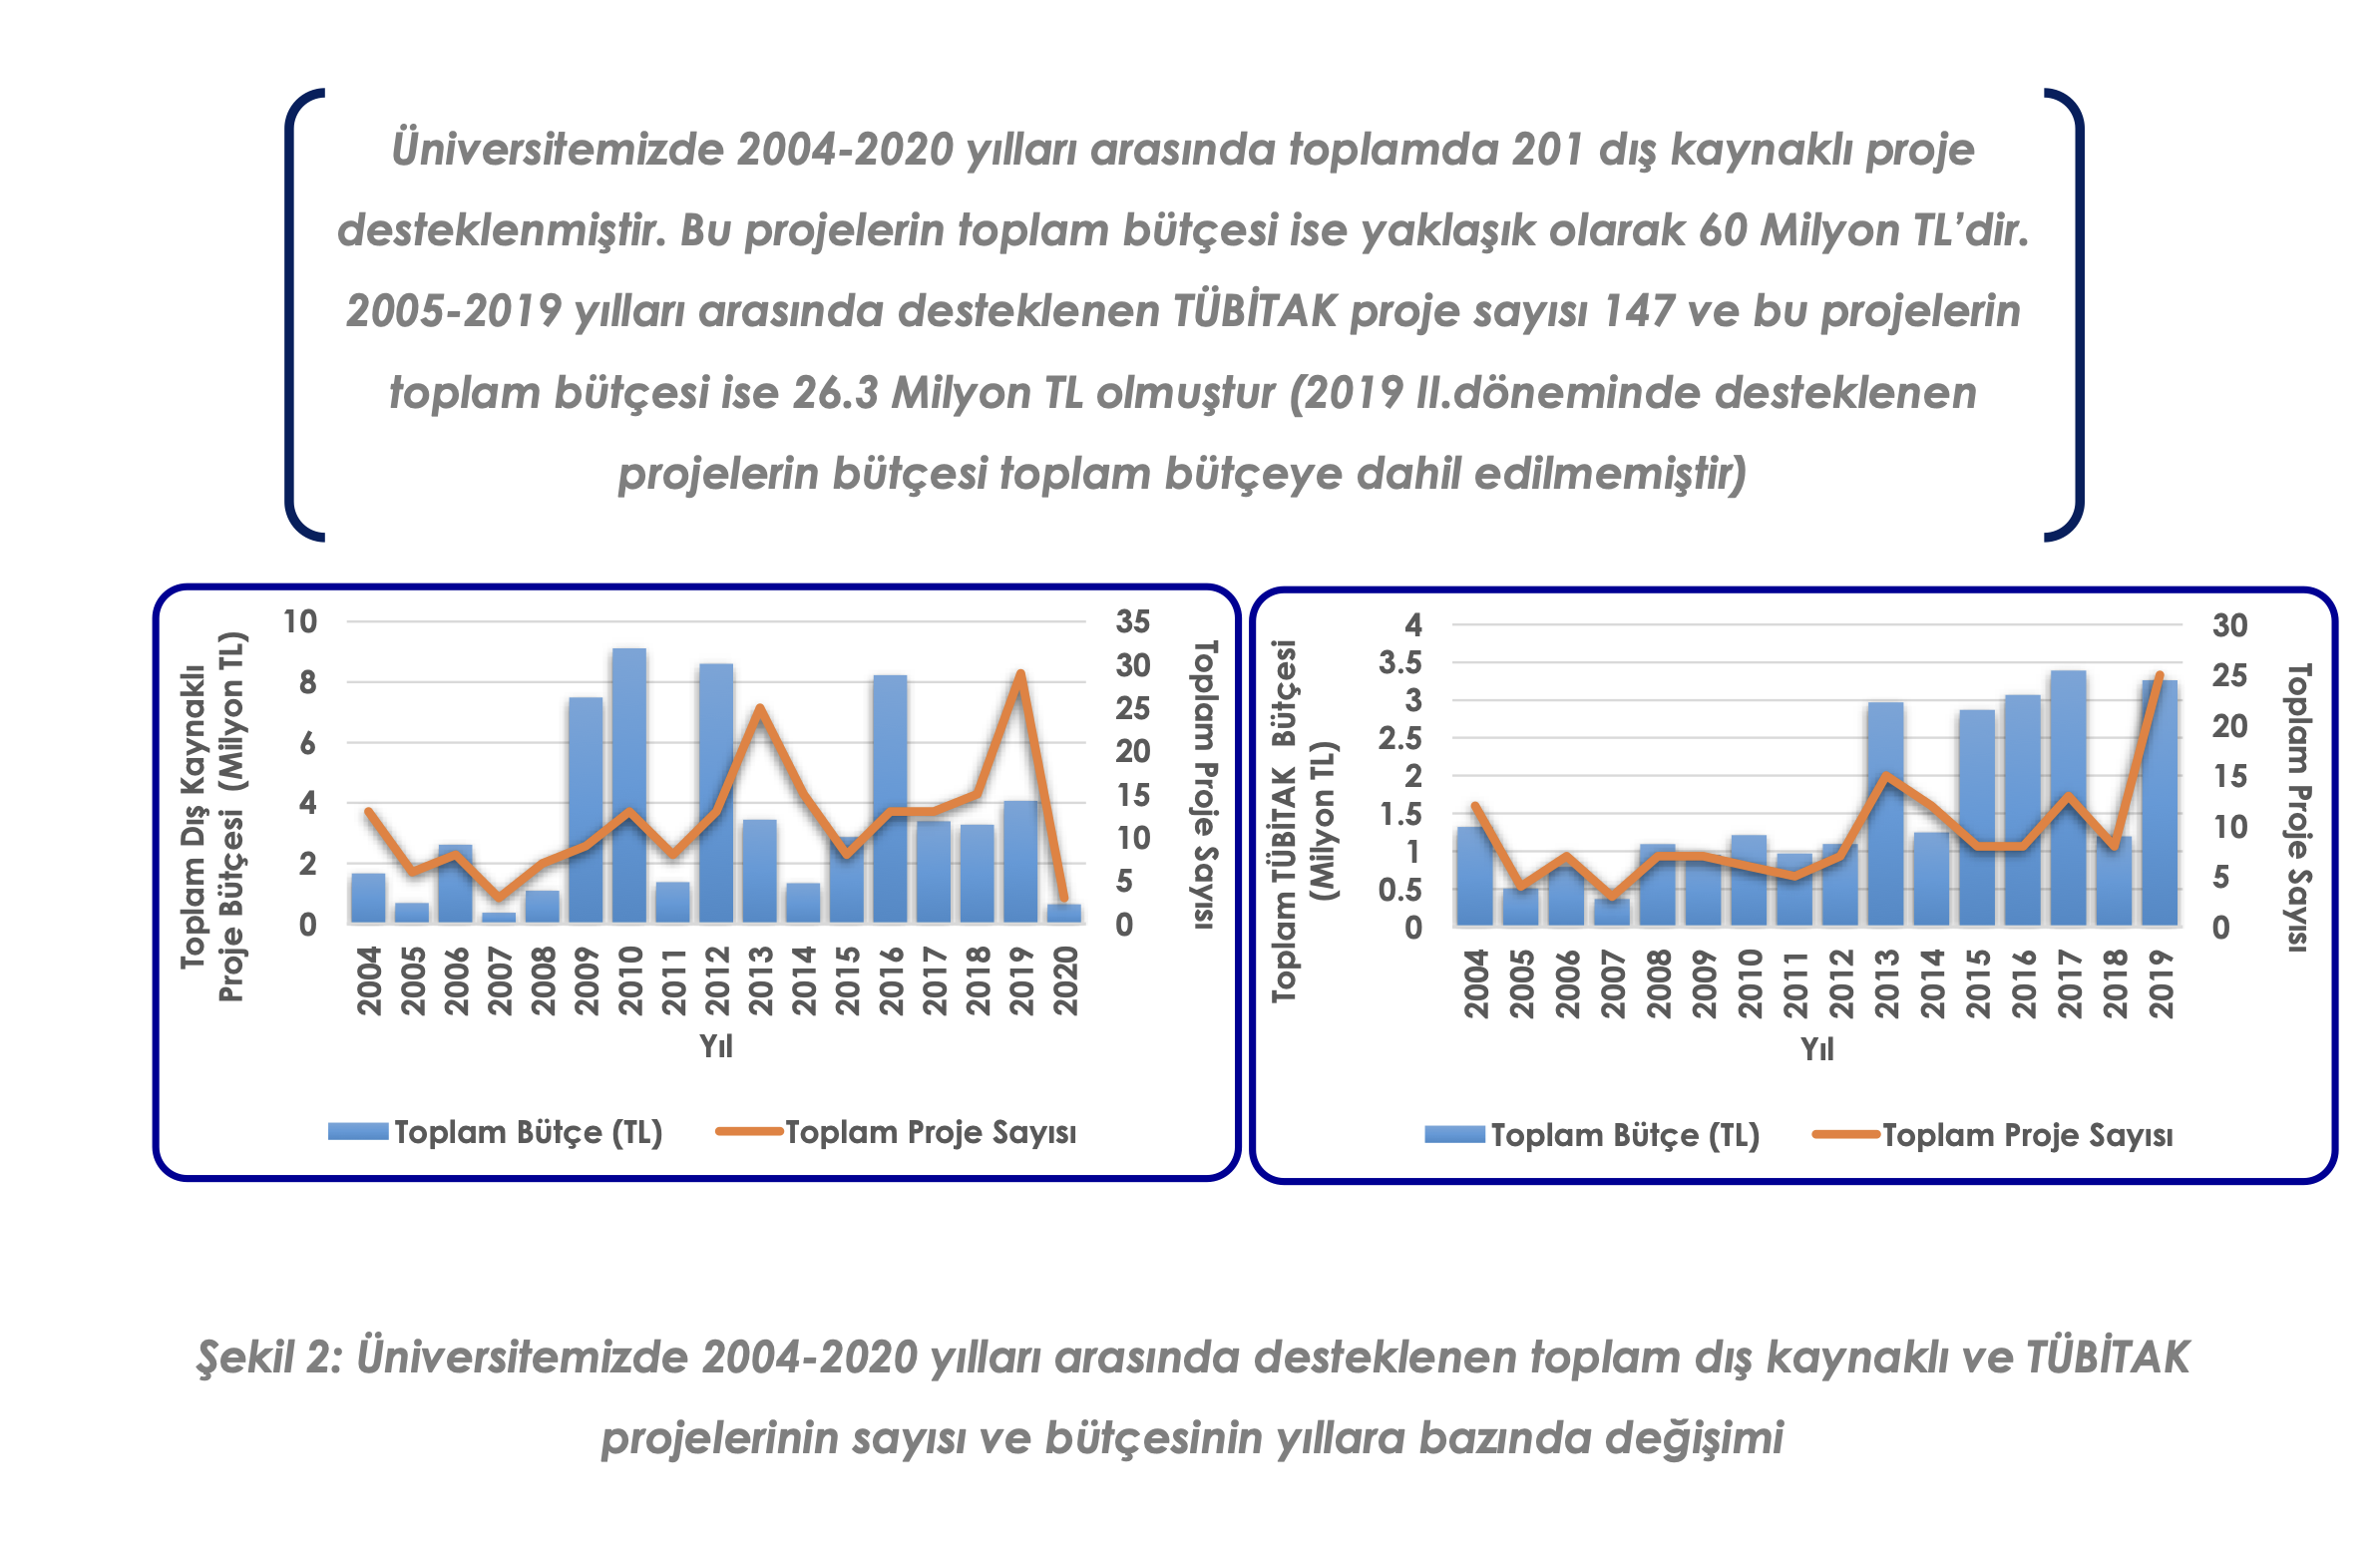 Üniversitemizde 2004-2020 yılları arasında toplamda 201 dış kaynaklı proje
desteklenmiştir. Bu projelerin toplam bütçesi ise yaklaşık olarak 60 Milyon TL’dir.
2005-2019 yılları arasında desteklenen TÜBİTAK proje sayısı 147 ve bu projelerin
toplam bütçesi ise 26.3 Milyon TL olmuştur (2019 II.döneminde desteklenen
projelerin bütçesi toplam bütçeye dahil edilmemiştir)
Toplam Dış Kaynaklı
Proje Bütçesi (Milyon TL)
10
8
6
4
2
0
35
30
25
20
15
10
5
0
Toplam Proje Sayısı
2004 2005 2006 2007 2008 2009 2010 2011 2012 2013 2014 2015 2016 2017 2018 2019 2020
Yıl
Toplam Bütçe (TL) Toplam Proje Sayısı
Toplam TÜBİTAK Bütçesi
(Milyon TL)
4
3.5
3
2.5
2
1.5
1
0.5
0
30
25
20
15
10
5
0
Toplam Proje Sayısı
2004 2005 2006 2007 2008 2009 2010 2011 2012 2013 2014 2015 2016 2017 2018 2019
Yıl
Toplam Bütçe (TL) Toplam Proje Sayısı
Şekil 2: Üniversitemizde 2004-2020 yılları arasında desteklenen toplam dış kaynaklı ve TÜBİTAK
projelerinin sayısı ve bütçesinin yıllara bazında değişimi